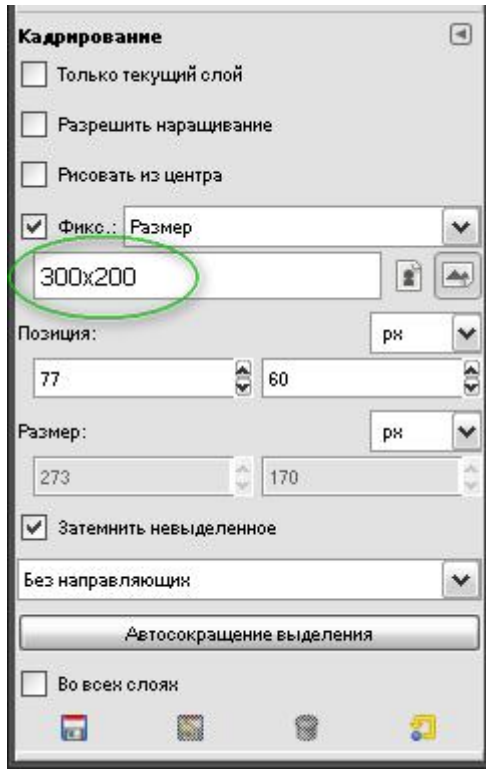 Кадрирование
Только текущий слой
Разрешить наращивание
Рисовать из центра
Фикс.: Размер
300x200
Позиция: px
77 60
Размер: px
273 170
Затемнить невыделенное
Без направляющих
Автосокращение выделения
Во всех слоях